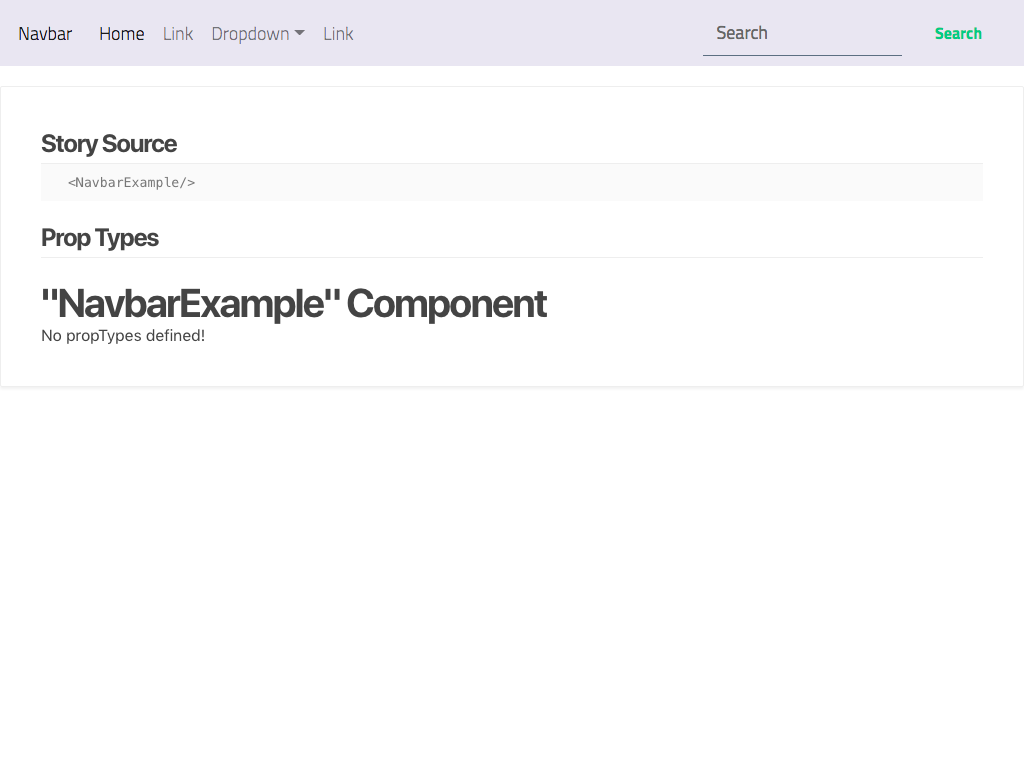 Navbar Home Link Dropdown Link Search Search
Story Source
<NavbarExample/>
Prop Types
"NavbarExample" Component
No propTypes defined!